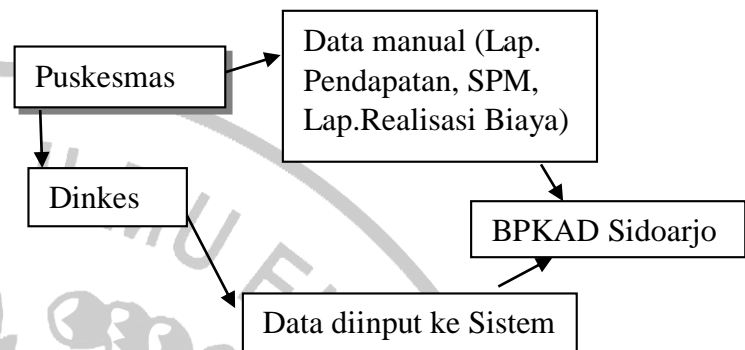 Data manual (Lap.
Pendapatan, SPM,
Lap.Realisasi Biaya)
Puskesmas
Dinkes
BPKAD Sidoarjo
Data diinput ke Sistem